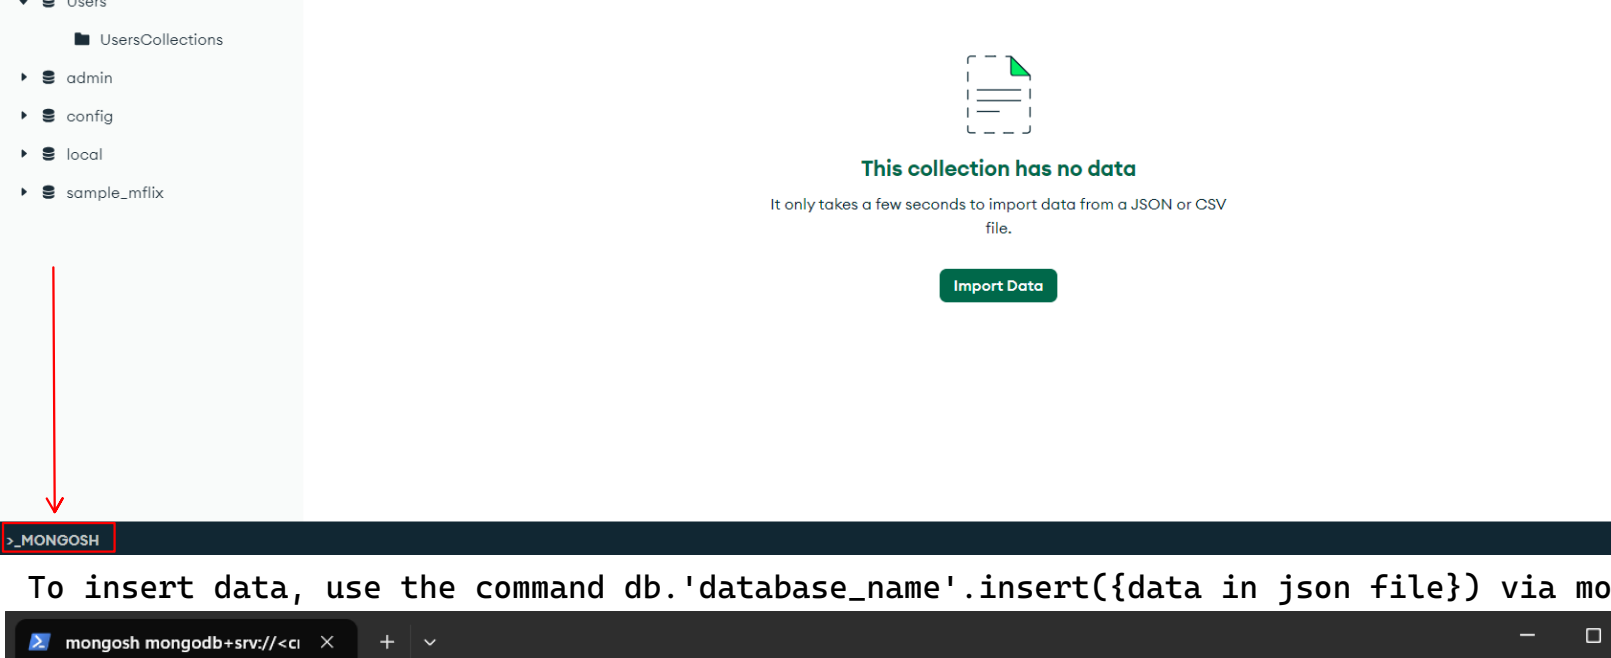 Users
UsersCollections
admin
config
local
sample_mflix
This collection has no data
It only takes a few seconds to import data from a JSON or CSV
file.
Import Data
>_MONGOSH
To insert data, use the command db.'database_name'.insert({data in json file}) via mo
mongosh mongodb+srv://<cr